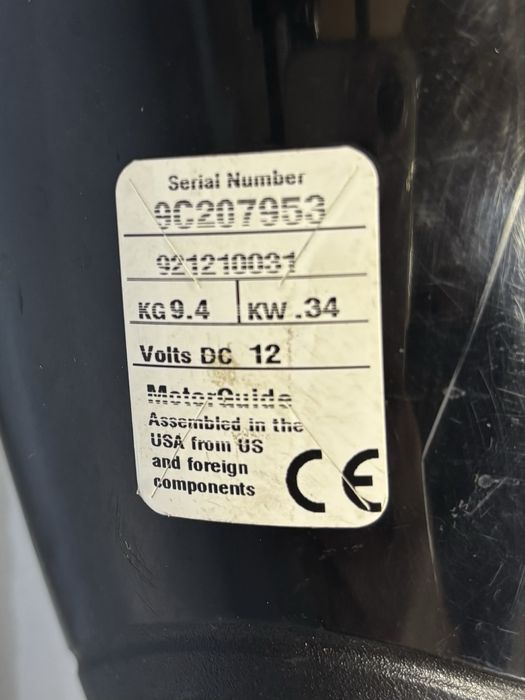 Serial Number
9C207953
921210031
KG 9.4 KW .34
Volts DC 12
MotorGuide
Assembled in the
USA from US
and foreign
components
CE